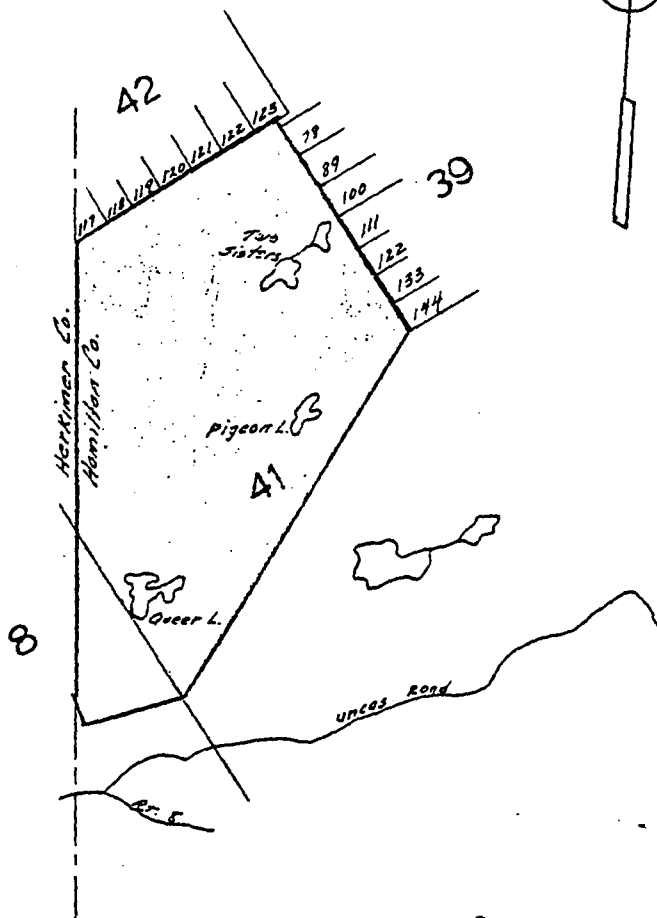 42
117 118 119 120 121 122 123
78
89
100
111
122
133
144
39
Two
Sisters
Herkimer Co.
Hamilton Co.
Pigeon L.
41
Queer L.
8
Uncas Road
Rt. 8